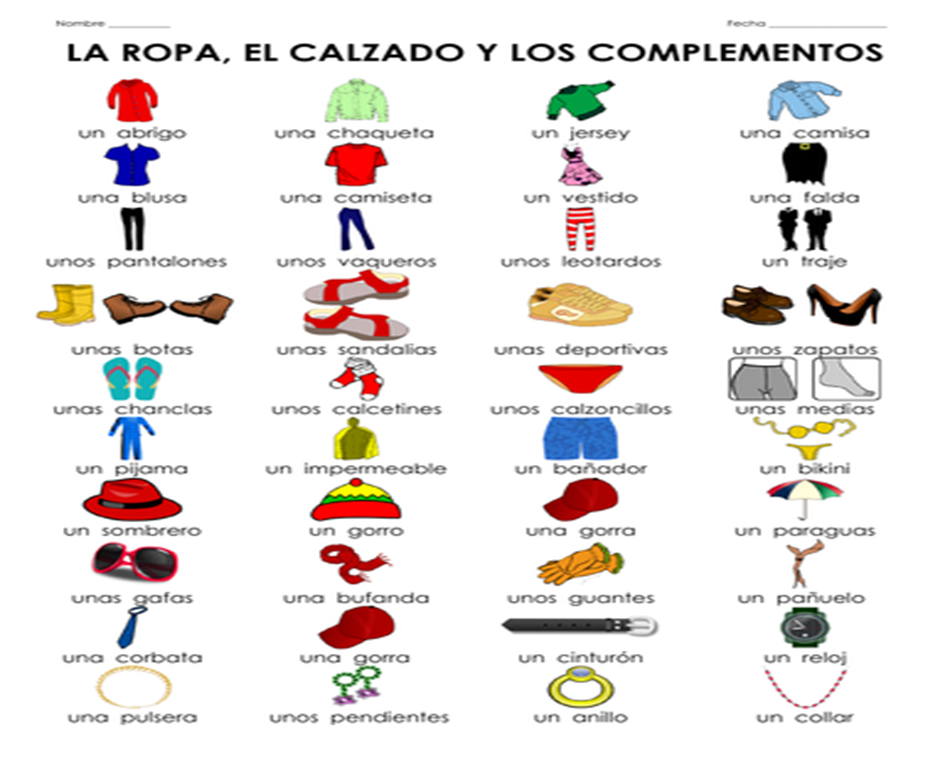 Nombre __________ Fecha __________________
LA ROPA, EL CALZADO Y LOS COMPLEMENTOS
un abrigo una chaqueta un jersey una camisa
una blusa una camiseta un vestido una falda
unos pantalones unos vaqueros unos leotardos un traje
unas botas unas sandalias unas deportivas unos zapatos
unas chanclas unos calcetines unos calzoncillos unas medias
un pijama un impermeable un bañador un bikini
un sombrero un gorro una gorra un paraguas
unas gafas una bufanda unos guantes un pañuelo
una corbata una gorra un cinturón un reloj
una pulsera unos pendientes un anillo un collar